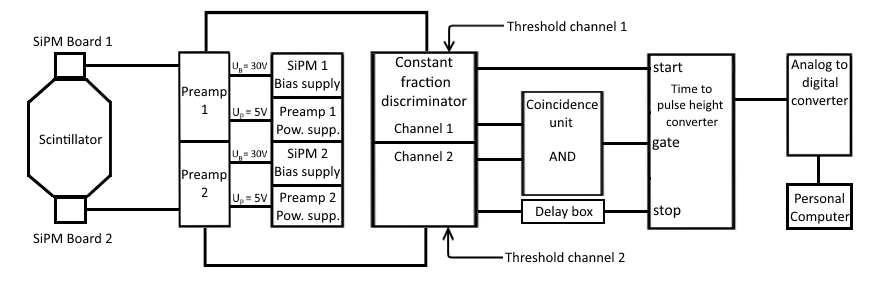 SiPM Board 1
Scintillator
SiPM Board 2
Preamp
1
Preamp
2
U_B = 30V
U_P = 5V
U_B = 30V
U_P = 5V
SiPM 1
Bias supply
Preamp 1
Pow. supp.
SiPM 2
Bias supply
Preamp 2
Pow. supp.
Threshold channel 1
Constant
fraction
discriminator
Channel 1
Channel 2
Threshold channel 2
Coincidence
unit
AND
Delay box
start
Time to
pulse height
converter
gate
stop
Analog to
digital
converter
Personal
Computer